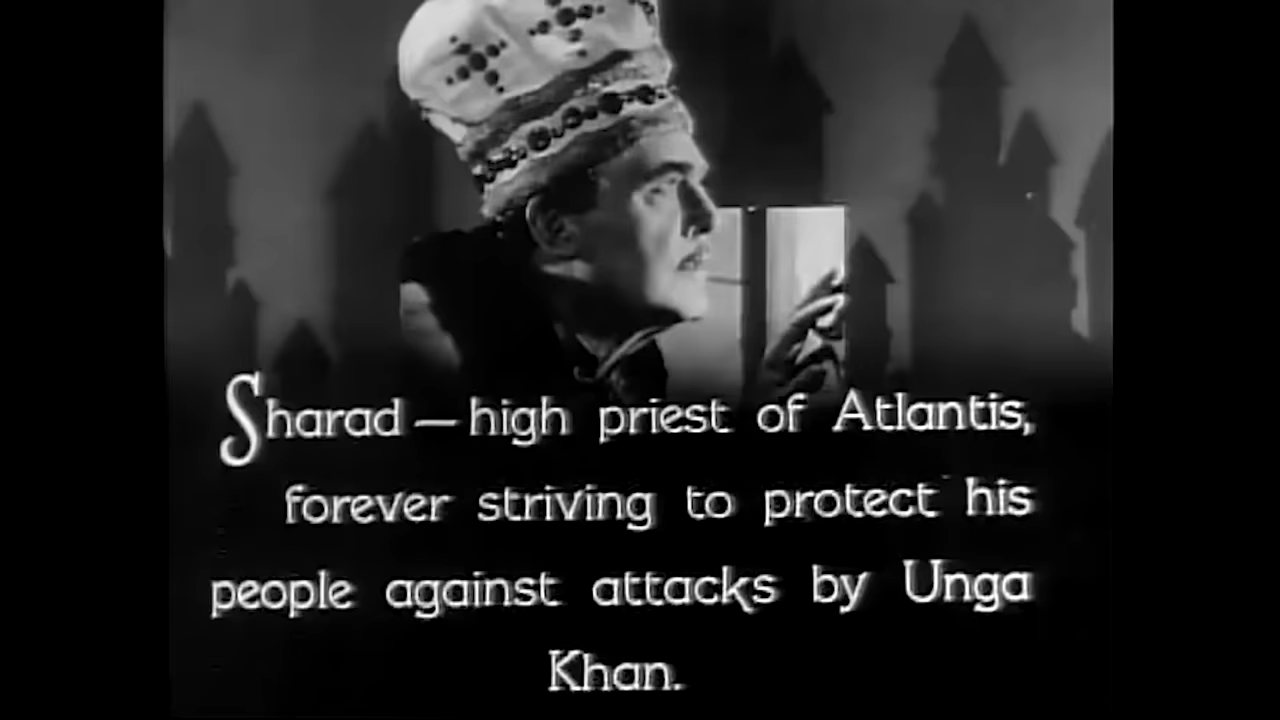 Sharad — high priest of Atlantis,
forever striving to protect his
people against attacks by Unga
Khan.